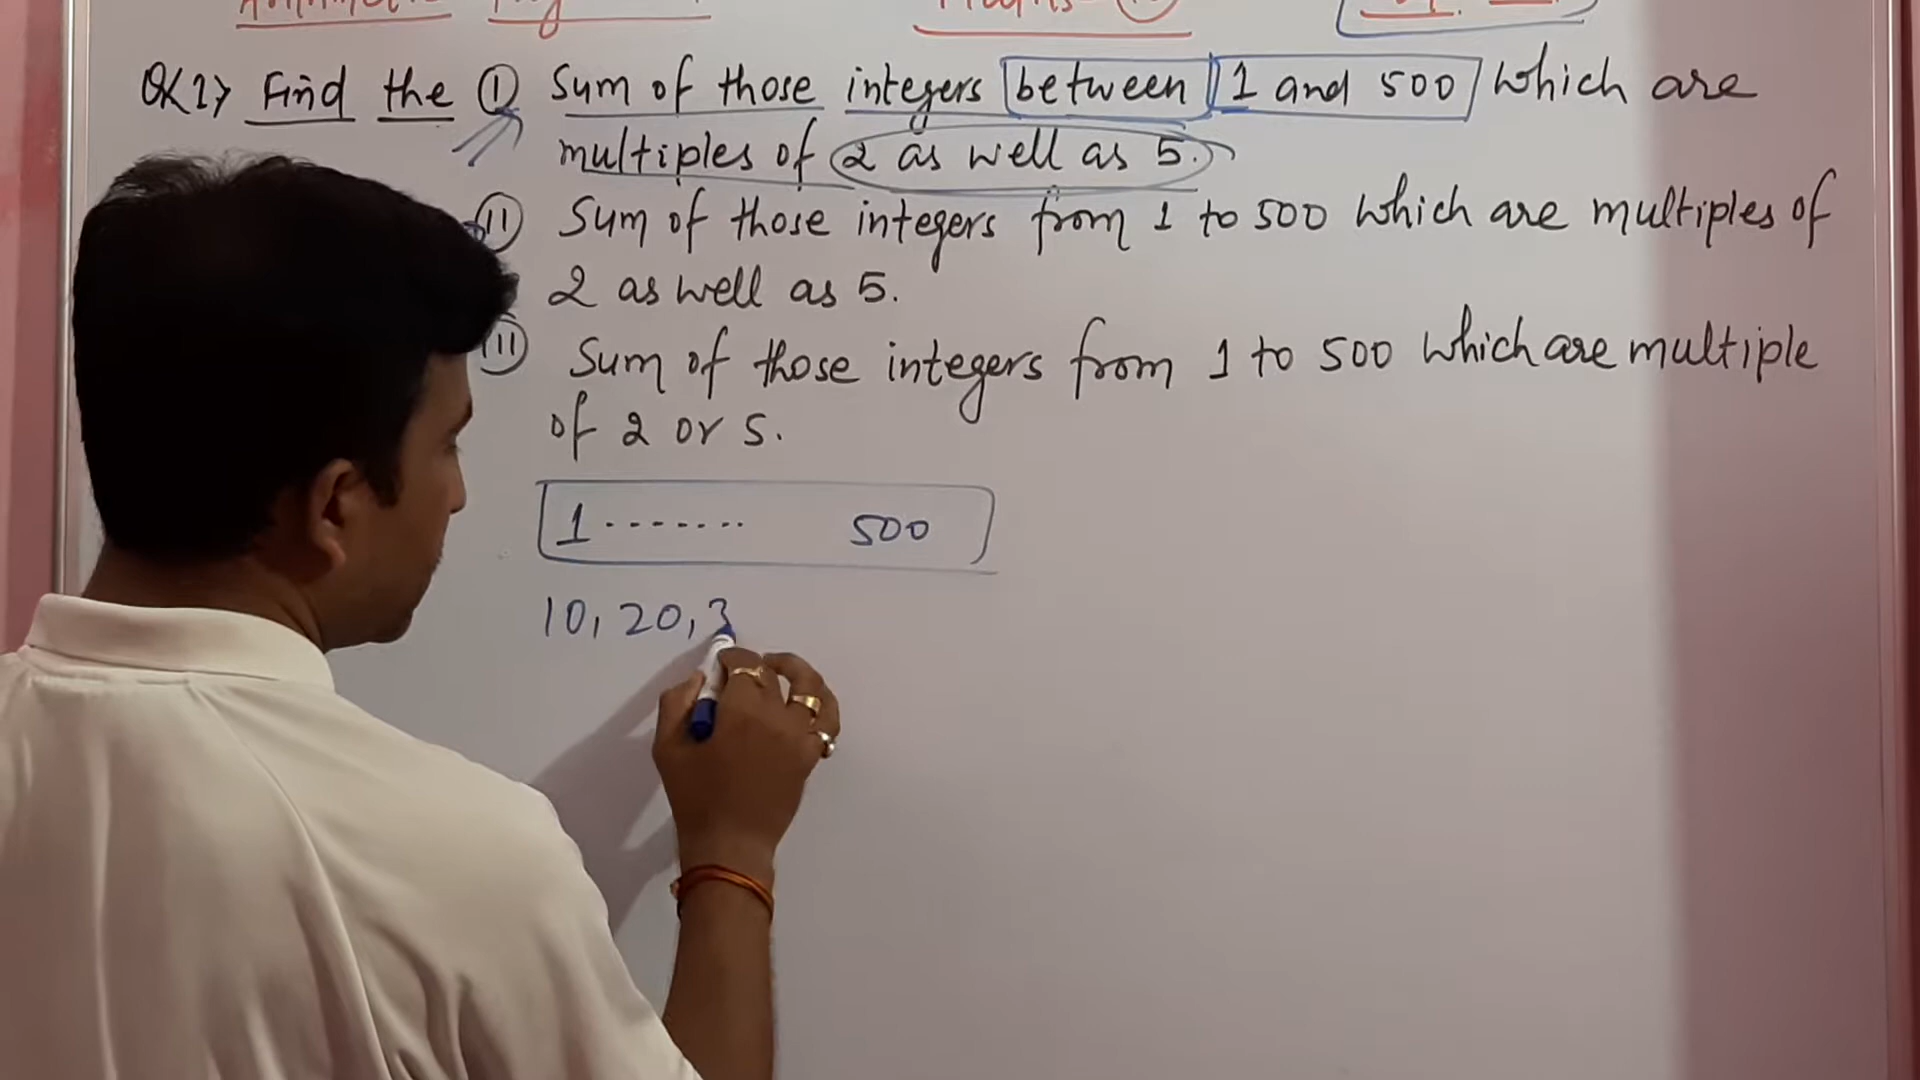 Q<1> Find the (I) Sum of those integers between 1 and 500 which are
multiples of 2 as well as 5.
(II) Sum of those integers from 1 to 500 which are multiples of
2 as well as 5.
(III) Sum of those integers from 1 to 500 which are multiple
of 2 or 5.
1 ....... 500
10, 20, 3